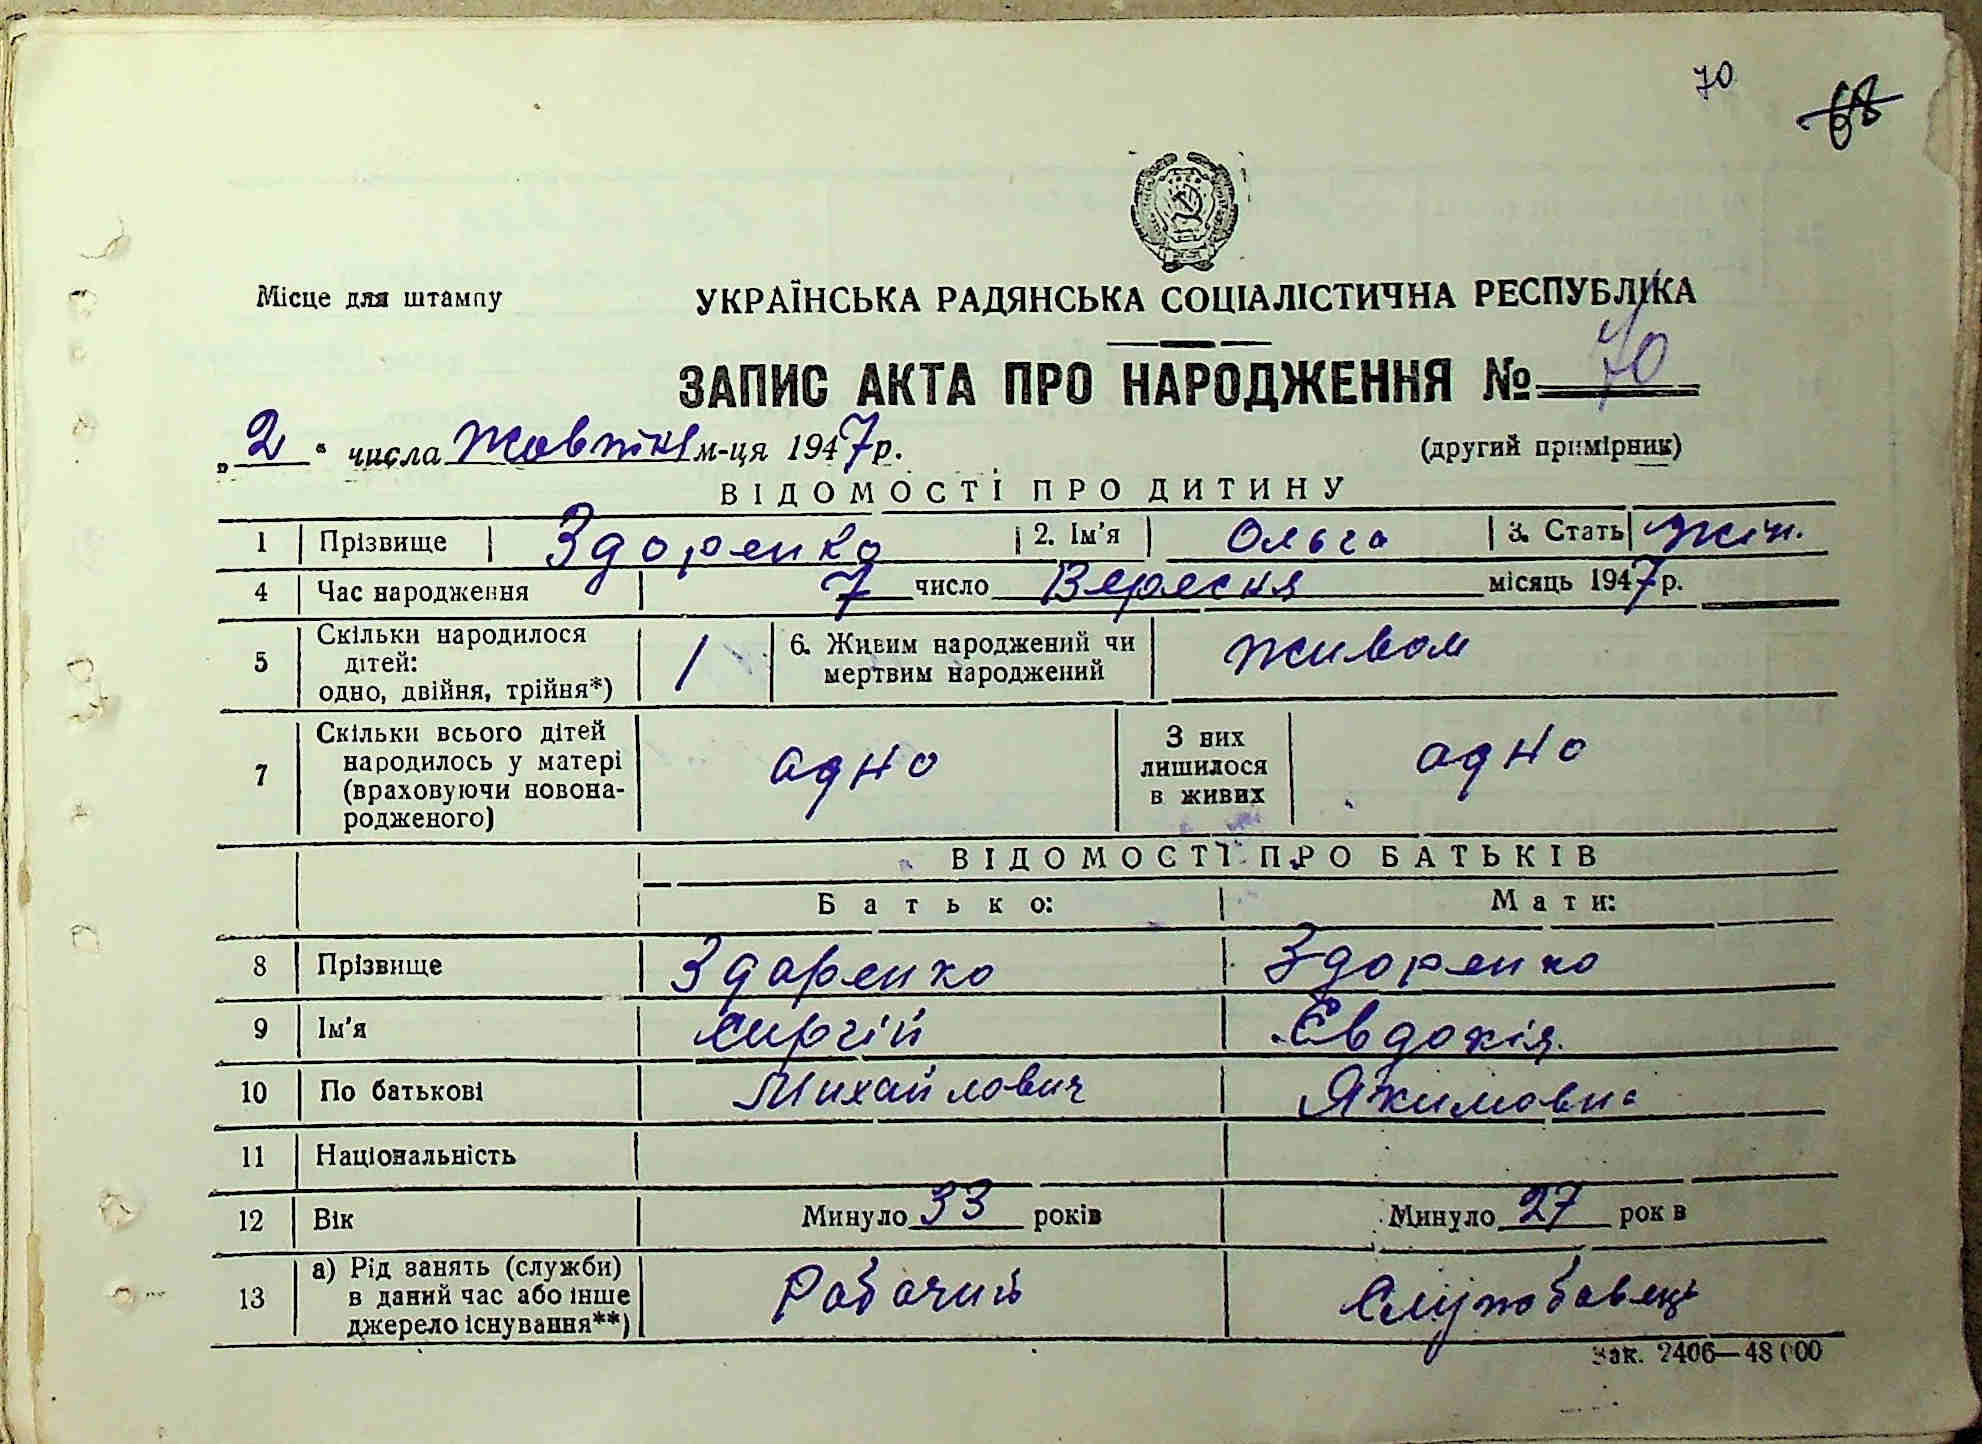 70
68
Місце для штампу
УКРАЇНСЬКА РАДЯНСЬКА СОЦІАЛІСТИЧНА РЕСПУБЛІКА
ЗАПИС АКТА ПРО НАРОДЖЕННЯ № 70
„2“ числа Жовтня м-ця 1947 р.
(другий примірник)
ВІДОМОСТІ ПРО ДИТИНУ
1 Прізвище Здоренко 2. Ім'я Ольга 3. Стать жін.
4 Час народження 7 число Вересня місяць 1947 р.
5 Скільки народилося дітей: одно, двійня, трійня*) 1 6. Живим народжений чи мертвим народжений живом
7 Скільки всього дітей народилось у матері (враховуючи новонародженого) адно З них лишилося в живих адно
ВІДОМОСТІ ПРО БАТЬКІВ
Батько: Мати:
8 Прізвище Здоренко Здоренко
9 Ім'я Сиргій Євдокія.
10 По батькові Михайлович Якимовна
11 Національність
12 Вік Минуло 33 років Минуло 27 рок в
13 а) Рід занять (служби) в даний час або інше джерело існування**) Рабочий Службавець
Зак. 2406—48000